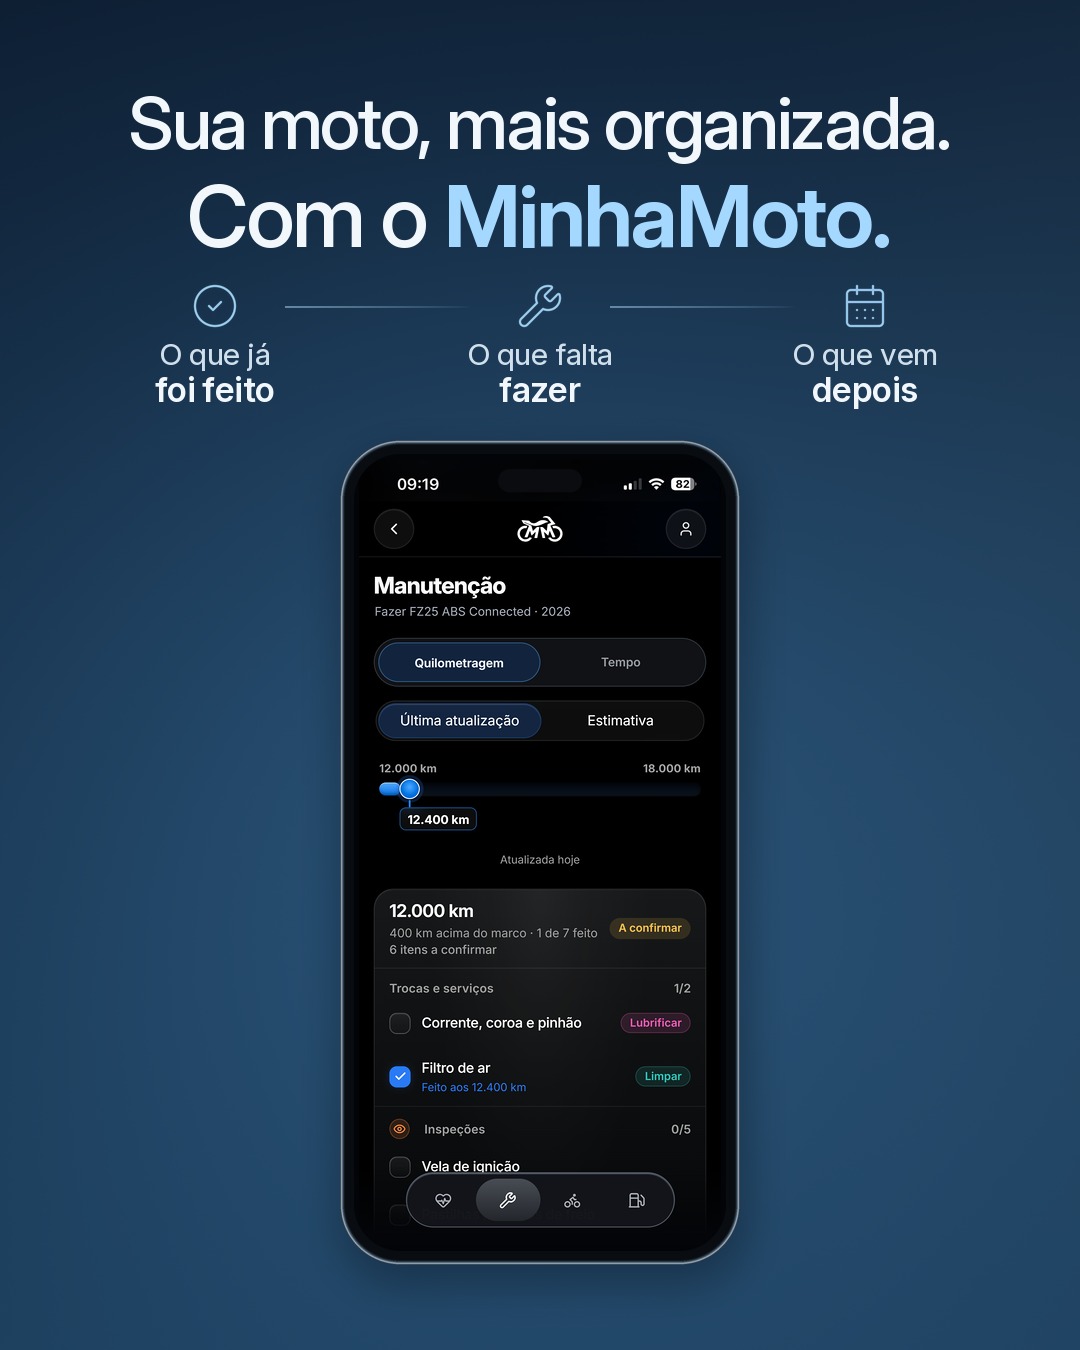 Sua moto, mais organizada.
Com o MinhaMoto.
O que já
foi feito
O que falta
fazer
O que vem
depois
09:19
82
MM
Manutenção
Fazer FZ25 ABS Connected · 2026
Quilometragem
Tempo
Última atualização
Estimativa
12.000 km
18.000 km
12.400 km
Atualizada hoje
12.000 km
400 km acima do marco · 1 de 7 feito
6 itens a confirmar
A confirmar
Trocas e serviços
1/2
Corrente, coroa e pinhão
Lubrificar
Filtro de ar
Feito aos 12.400 km
Limpar
Inspeções
0/5
Vela de ignição